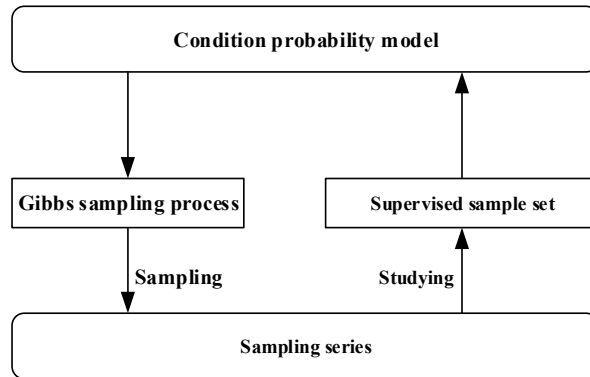 Condition probability model
Gibbs sampling process
Supervised sample set
Sampling
Studying
Sampling series